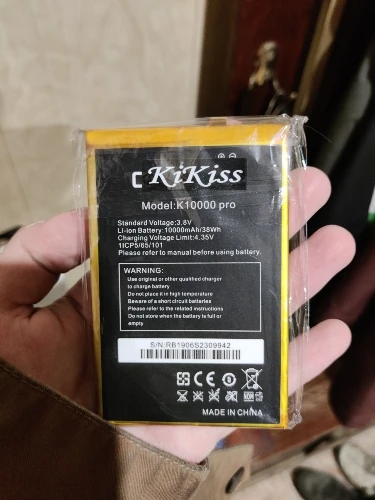 KiKiss
Model:K10000 pro
Standard Voltage:3.8V
Li-ion Battery:10000mAh/38Wh
Charging Voltage Limit:4.35V
1ICP5/65/101
Please refer to manual before using battery.
WARNING:
Use original or other qualified charger
to charge battery
Do not place it in high temperature
Beware of a short circuit batteries
Please refer to the related instructions
Do not store when the battery is full or
empty
S/N:RB1906S2309942
CE
MADE IN CHINA